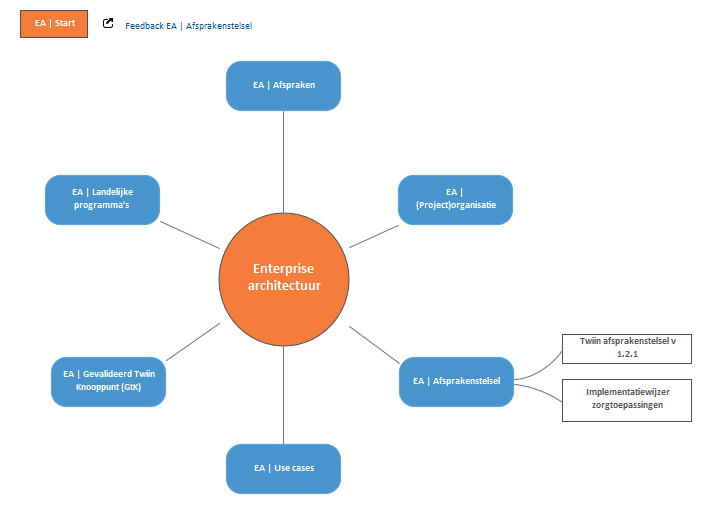 EA | Start
Feedback EA | Afsprakenstelsel
EA | Afspraken
EA | Landelijke
programma's
EA |
(Project)organisatie
Enterprise
architectuur
Twiin afsprakenstelsel v
1.2.1
EA | Gevalideerd Twiin
Knooppunt (GtK)
EA | Afsprakenstelsel
Implementatiewijzer
zorgtoepassingen
EA | Use cases